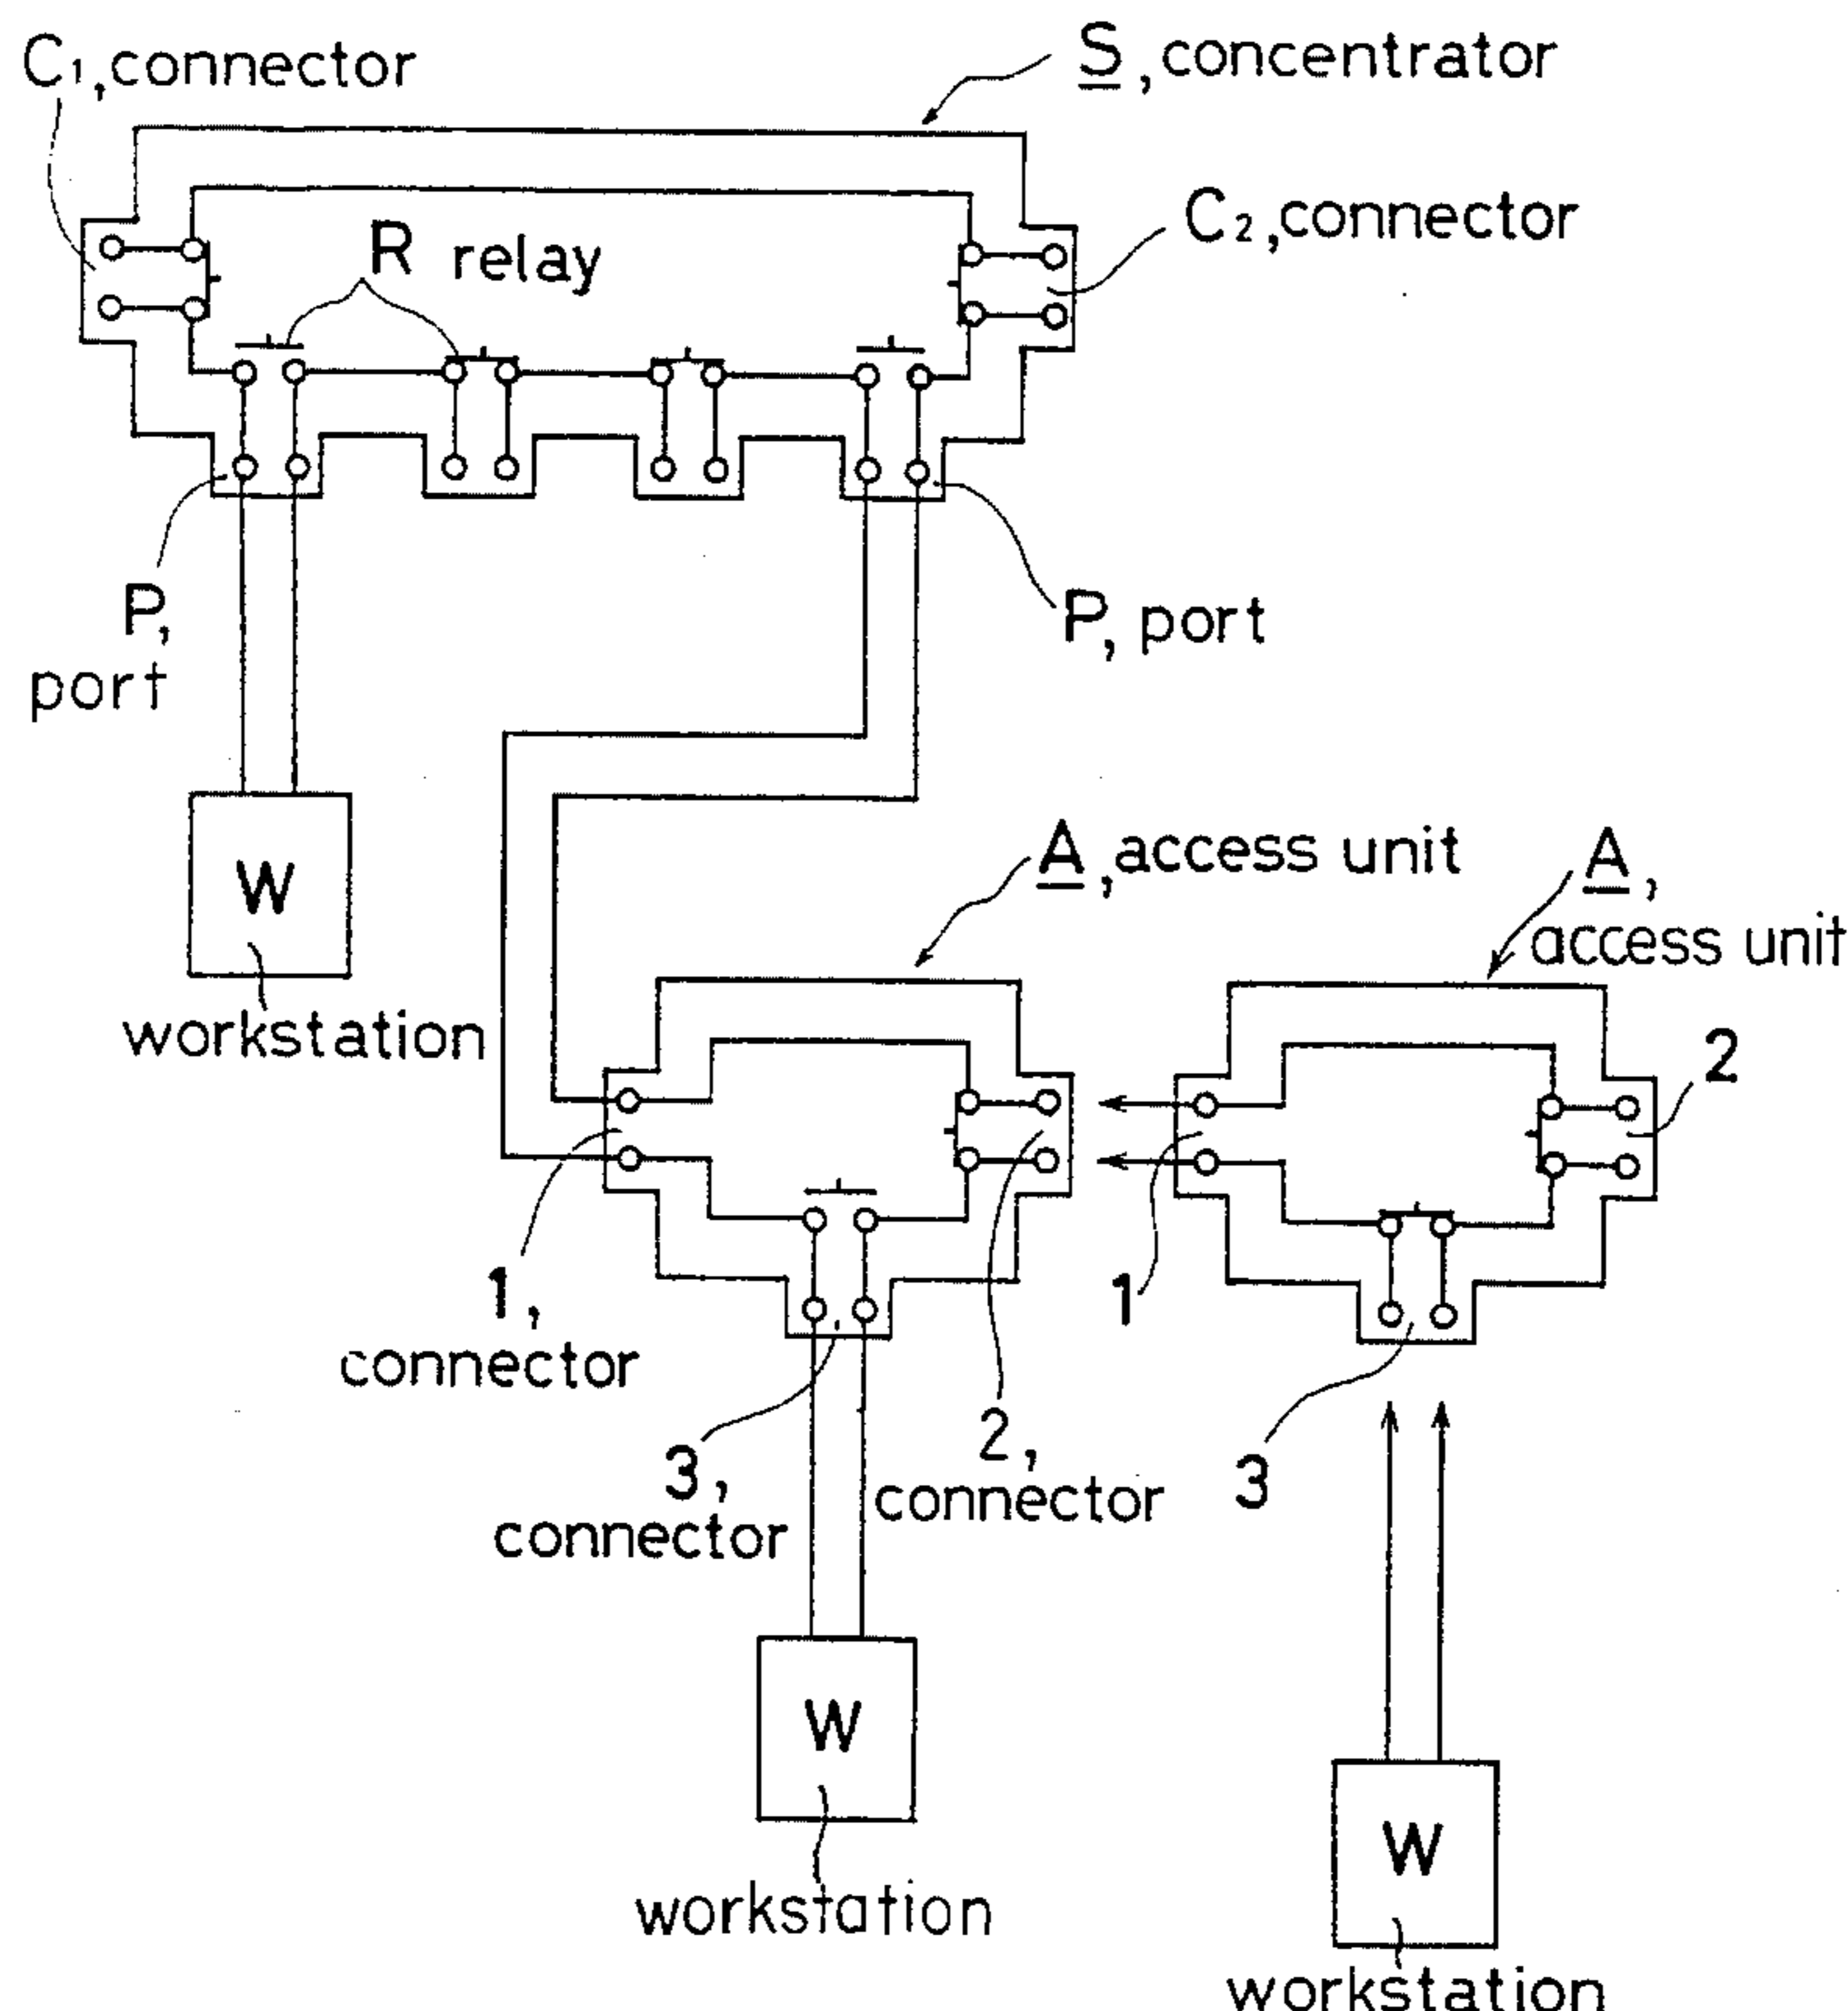 C1,connector
S,concentrator
C2,connector
R relay
P,
port
P, port
W
workstation
A,access unit
A,
access unit
2
1,
connector
1
3,
connector
2,
connector
3
W
workstation
W
workstation